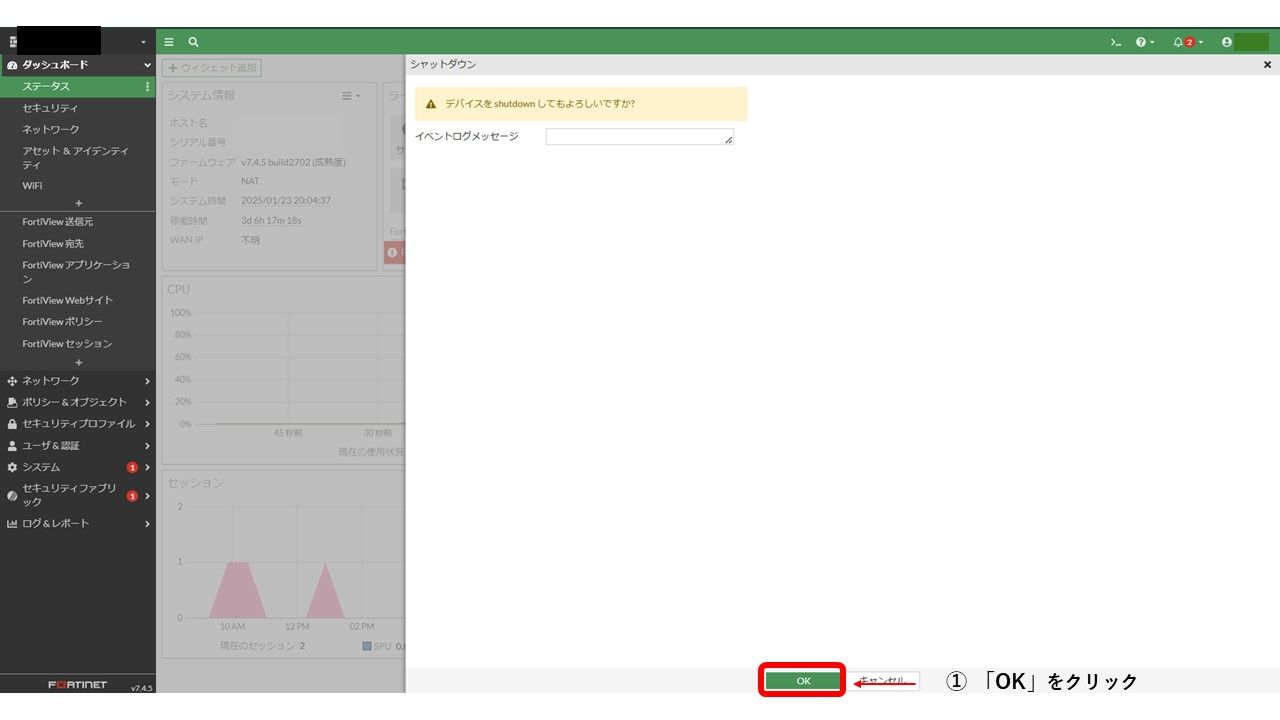 ダッシュボード
ステータス
セキュリティ
ネットワーク
アセット & アイデンティ
ティ
WiFi
+
FortiView 送信元
FortiView 宛先
FortiView アプリケーショ
ン
FortiView Webサイト
FortiView ポリシー
FortiView セッション
+
ネットワーク
ポリシー&オブジェクト
セキュリティプロファイル
ユーザ&認証
システム 1
セキュリティファブリ
ック 1
ログ&レポート
FORTINET v7.4.5
>_ ? 2
+ ウィジェット追加
システム情報
ホスト名
シリアル番号
ファームウェア v7.4.5 build2702 (成熟度)
モード NAT
システム時間 2025/01/23 20:04:37
稼働時間 3d 6h 17m 18s
WAN IP 不明
ラ
サ
For
F
CPU
100%
80%
60%
40%
20%
0%
45 秒前 30 秒前
現在の使用状況
セッション
2
1
0
10 AM 12 PM 02 PM
現在のセッション 2 SPU 0.
シャットダウン
デバイスを shutdown してもよろしいですか?
イベントログメッセージ
OK キャンセル
① 「OK」をクリック